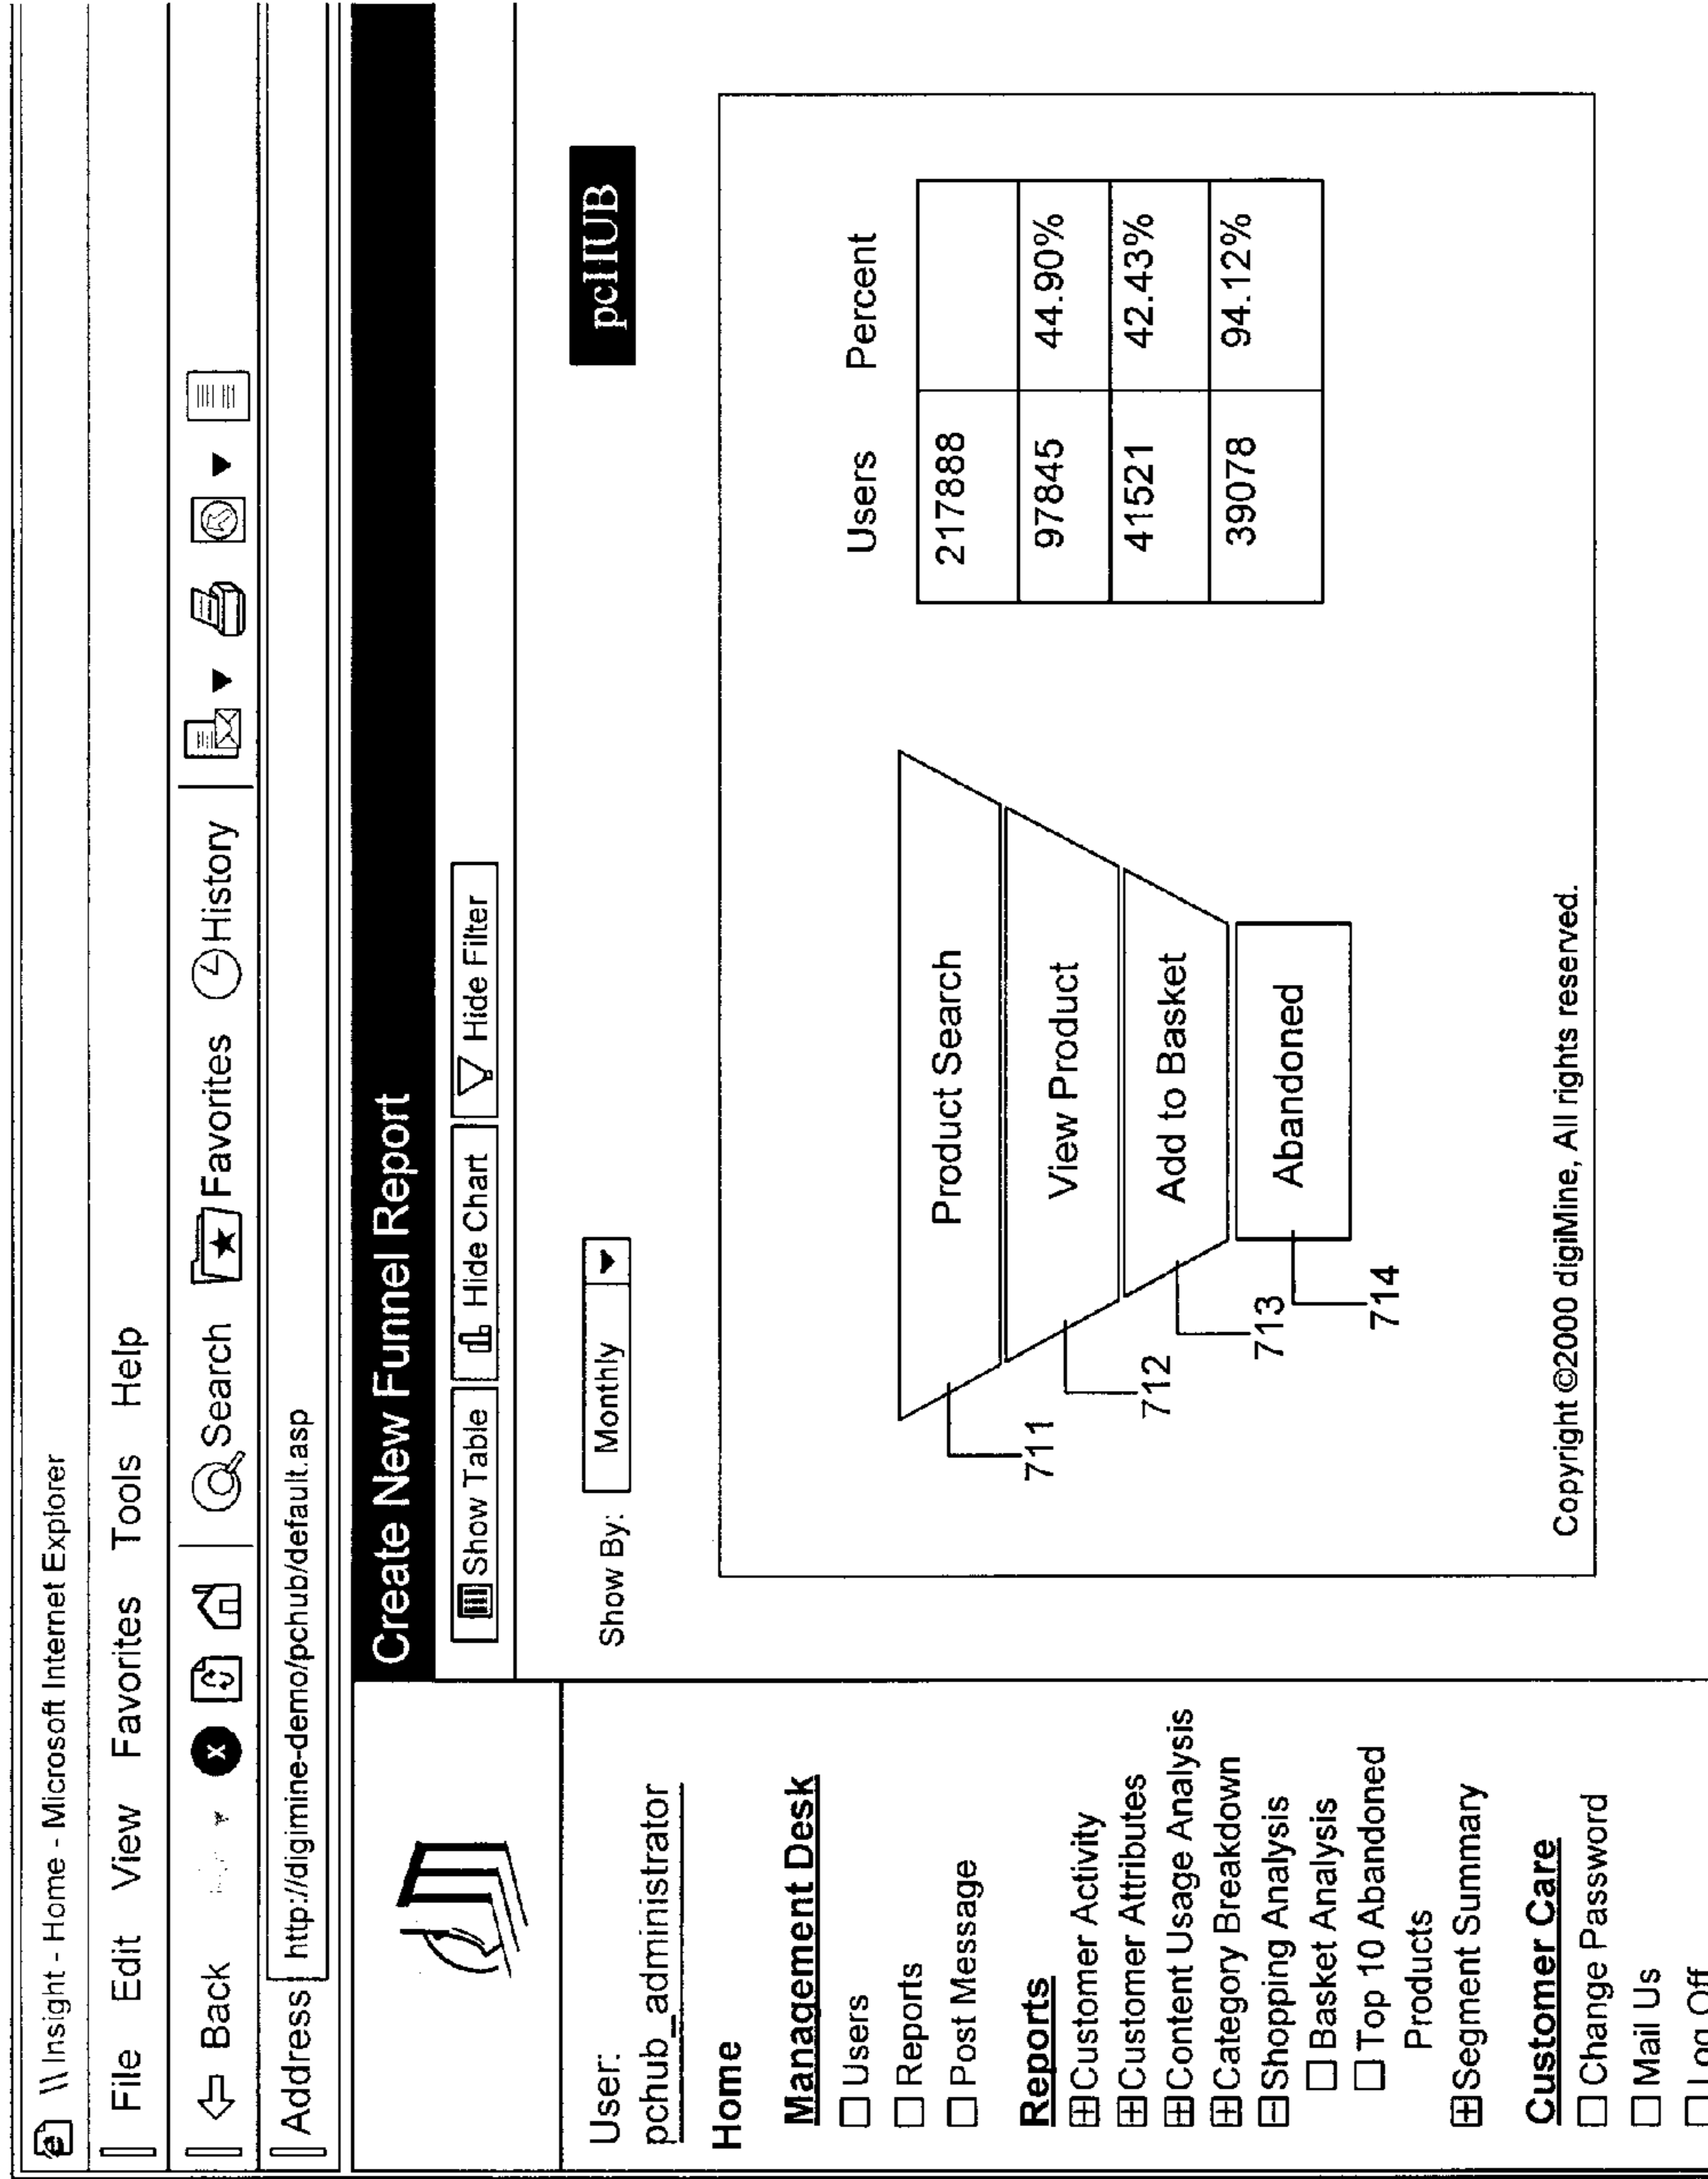 \\ Insight - Home - Microsoft Internet Explorer
File Edit View Favorites Tools Help
Back Search Favorites History
Address http://digimine-demo/pchub/default.asp
Create New Funnel Report
Show Table Hide Chart Hide Filter
User:
pchub_administrator
Home
Management Desk
Users
Reports
Post Message
Reports
Customer Activity
Customer Attributes
Content Usage Analysis
Category Breakdown
Shopping Analysis
Basket Analysis
Top 10 Abandoned
Products
Segment Summary
Customer Care
Change Password
Mail Us
Log Off
Show By: Monthly
pcHUB
Users Percent
Product Search 217888
711
View Product 97845 44.90%
712
Add to Basket 41521 42.43%
713
Abandoned 39078 94.12%
714
Copyright ©2000 digiMine, All rights reserved.